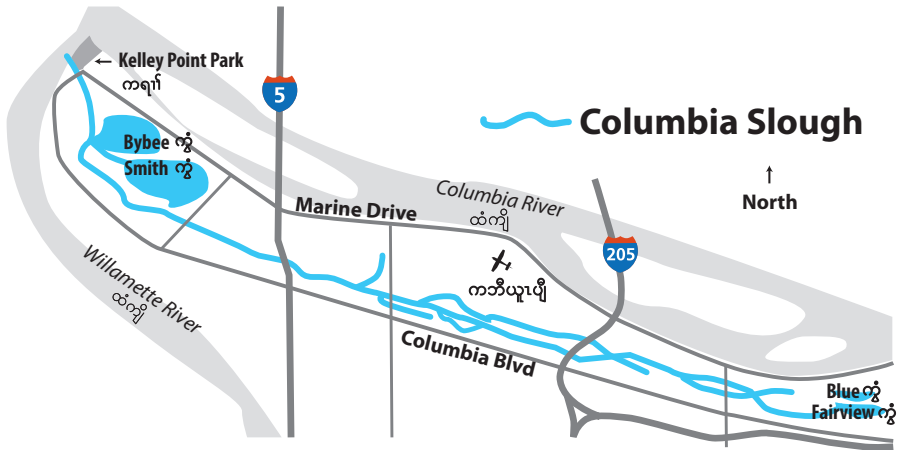 Kelley Point Park
ကရၢၢ်
5
Columbia Slough
Bybee ကွံ
Smith ကွံ
Columbia River
ထံကျိ
North
Marine Drive
205
Willamette River
ထံကျိ
ကဘီယူၤပျီ
Columbia Blvd
Blue ကွံ
Fairview ကွံ